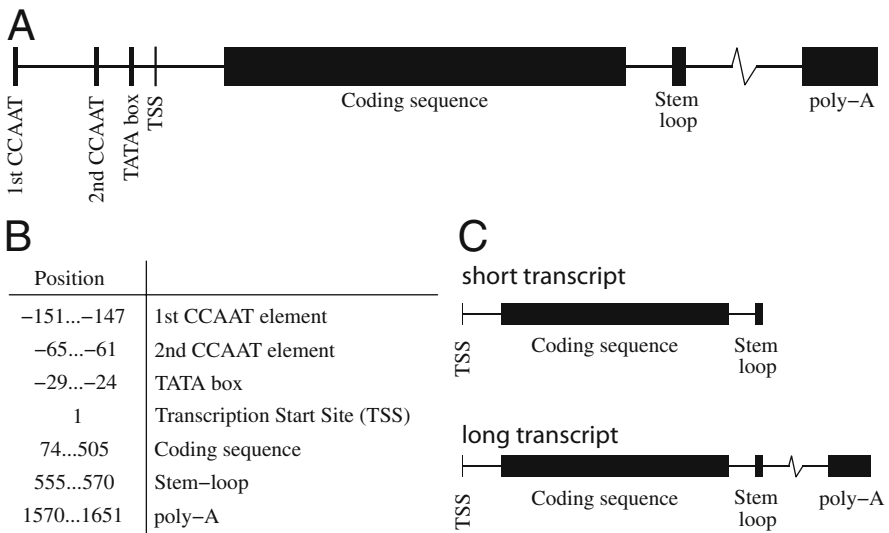 A
1st CCAAT
2nd CCAAT
TATA box
TSS
Coding sequence
Stem
loop
poly−A
B
Position
−151...−147 1st CCAAT element
−65...−61 2nd CCAAT element
−29...−24 TATA box
1 Transcription Start Site (TSS)
74...505 Coding sequence
555...570 Stem−loop
1570...1651 poly−A
C
short transcript
TSS
Coding sequence
Stem
loop
long transcript
TSS
Coding sequence
Stem
loop
poly−A